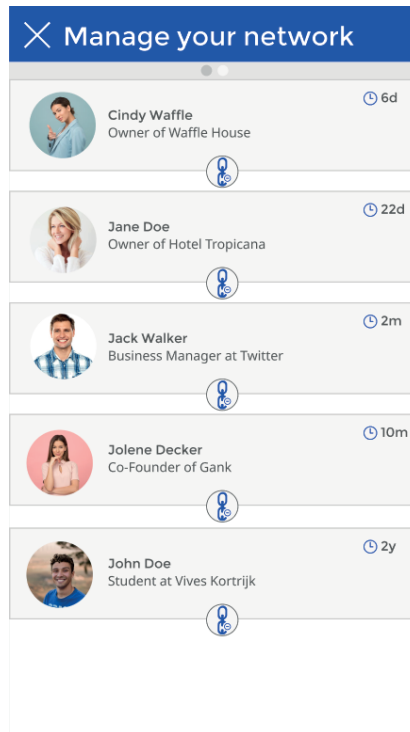 Manage your network
6d
Cindy Waffle
Owner of Waffle House
22d
Jane Doe
Owner of Hotel Tropicana
2m
Jack Walker
Business Manager at Twitter
10m
Jolene Decker
Co-Founder of Gank
2y
John Doe
Student at Vives Kortrijk